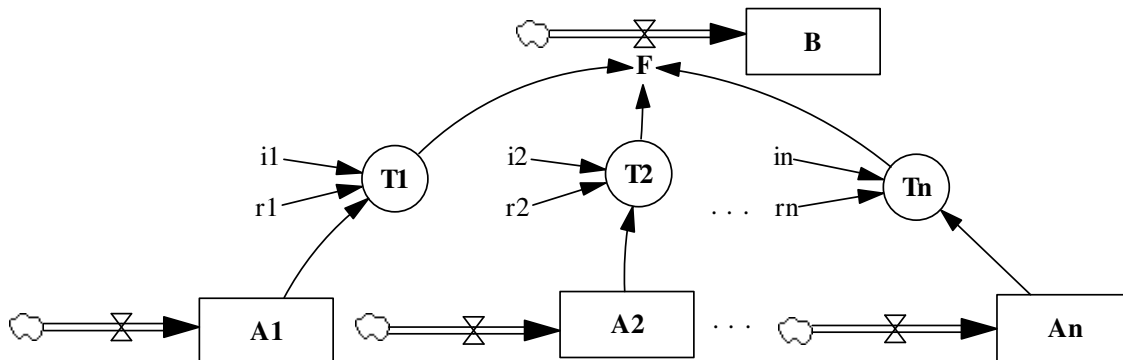 B
F
i1
T1
r1
i2
T2
r2
in
Tn
rn
. . .
A1
A2
. . .
An